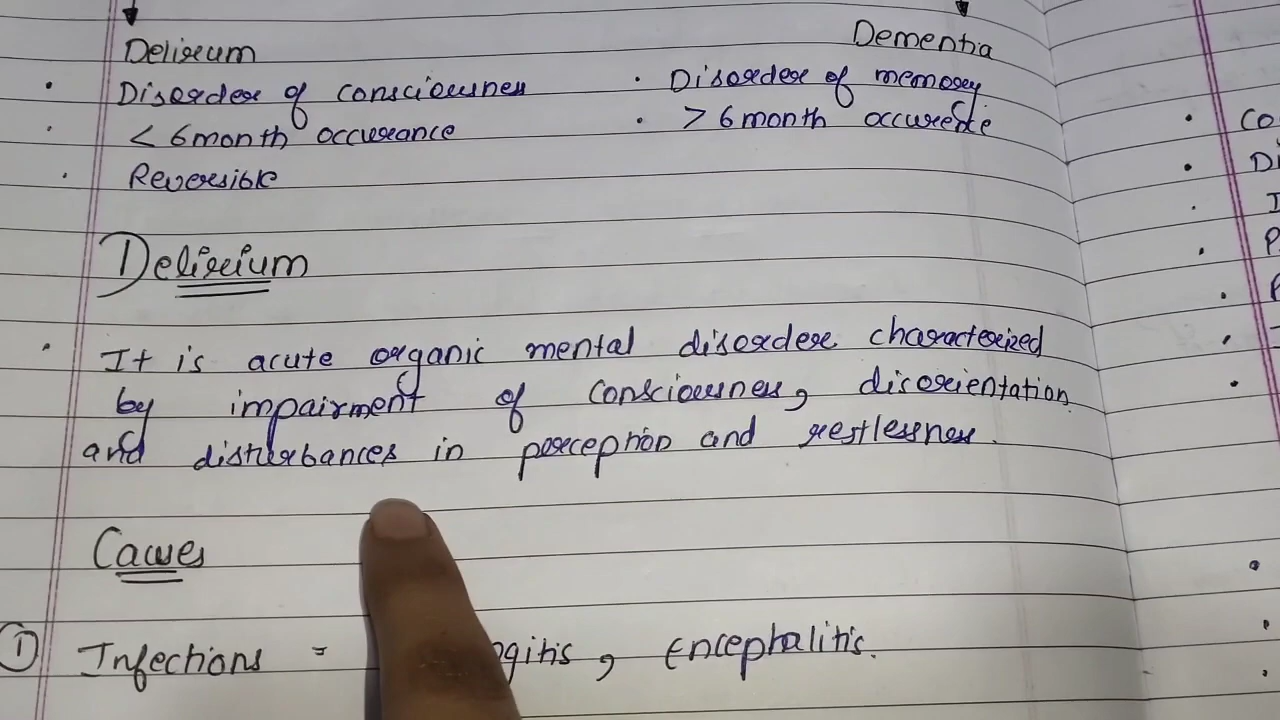 Delirium
Dementia
Disorder of consciousness
Disorder of memory
< 6month occurance
> 6month occurence
Reversible
Delirium
It is acute organic mental disorder characterized
by impairment of consciousness, disorientation
and disturbances in perception and restlessness.
Causes
① Infections = gitis, Encephalitis.